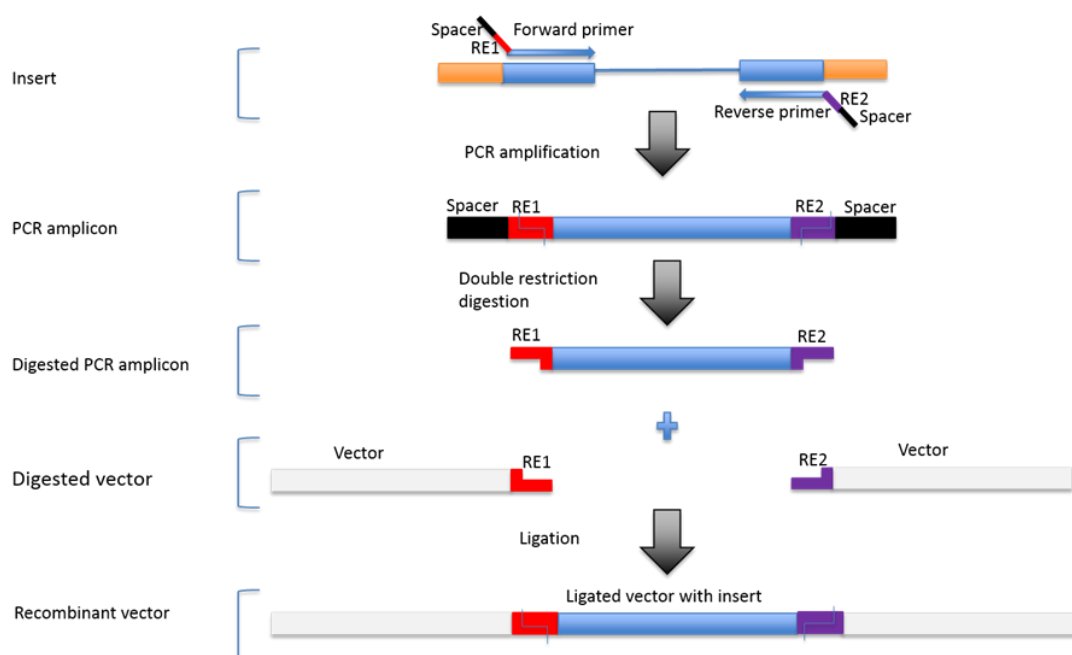 Spacer
Forward primer
RE1
Insert
RE2
Reverse primer
Spacer
PCR amplification
Spacer
RE1
RE2
Spacer
PCR amplicon
Double restriction
digestion
RE1
RE2
Digested PCR amplicon
Vector
Vector
RE1
RE2
Digested vector
Ligation
Ligated vector with insert
Recombinant vector